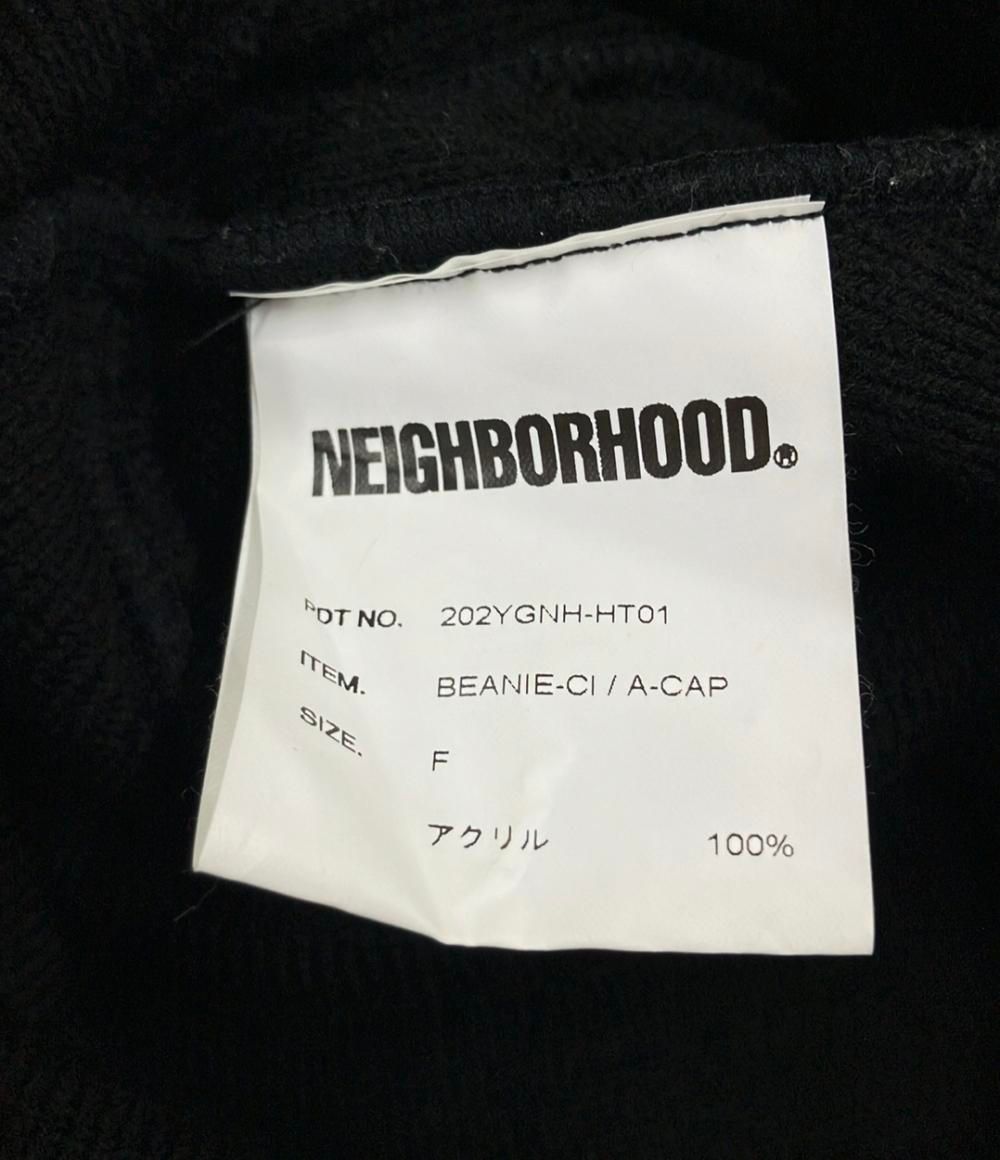 NEIGHBORHOOD®
PDT NO. 202YGNH-HT01
ITEM. BEANIE-CI / A-CAP
SIZE. F
アクリル 100%